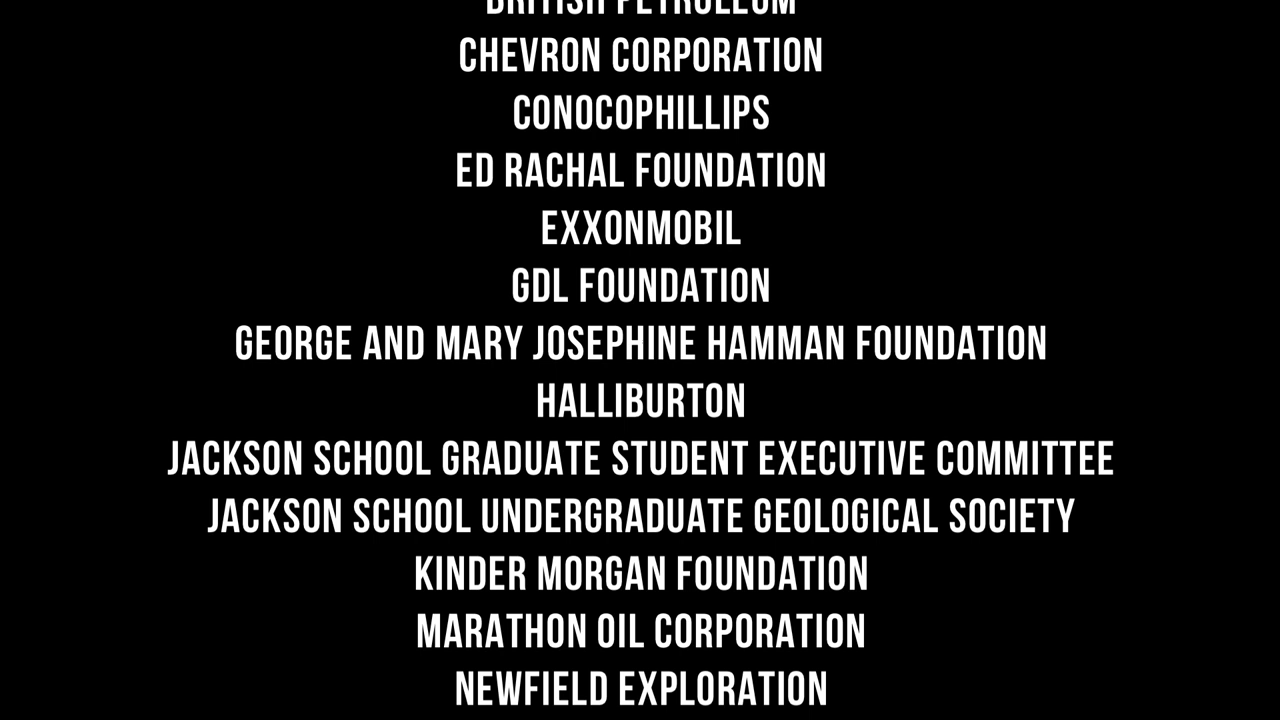 BRITISH PETROLEUM
CHEVRON CORPORATION
CONOCOPHILLIPS
ED RACHAL FOUNDATION
EXXONMOBIL
GDL FOUNDATION
GEORGE AND MARY JOSEPHINE HAMMAN FOUNDATION
HALLIBURTON
JACKSON SCHOOL GRADUATE STUDENT EXECUTIVE COMMITTEE
JACKSON SCHOOL UNDERGRADUATE GEOLOGICAL SOCIETY
KINDER MORGAN FOUNDATION
MARATHON OIL CORPORATION
NEWFIELD EXPLORATION